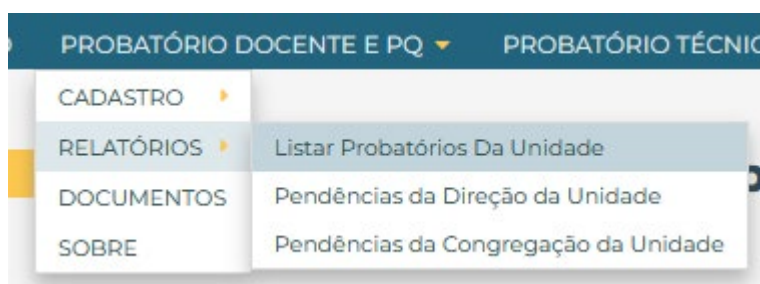 PROBATÓRIO DOCENTE E PQ PROBATÓRIO
CADASTRO
RELATÓRIOS Listar Probatórios Da Unidade
DOCUMENTOS Pendências da Direção da Unidade
SOBRE Pendências da Congregação da Unidade